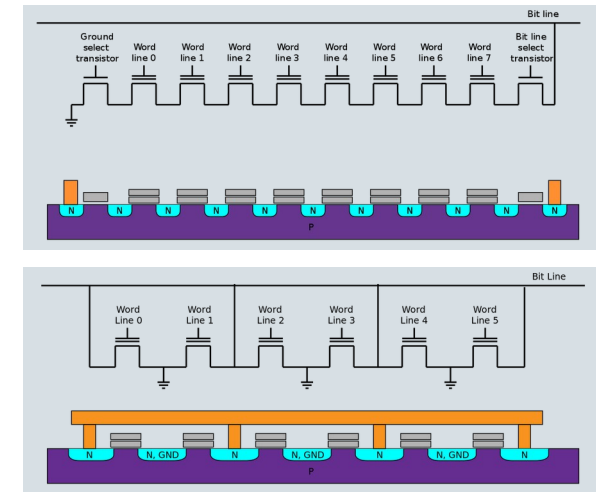 Bit line
Ground
select
transistor
Word
line 0
Word
line 1
Word
line 2
Word
line 3
Word
line 4
Word
line 5
Word
line 6
Word
line 7
Bit line
select
transistor
N N N N N N N N N N N
P
Bit Line
Word
Line 0
Word
Line 1
Word
Line 2
Word
Line 3
Word
Line 4
Word
Line 5
N N, GND N N, GND N N, GND N
P